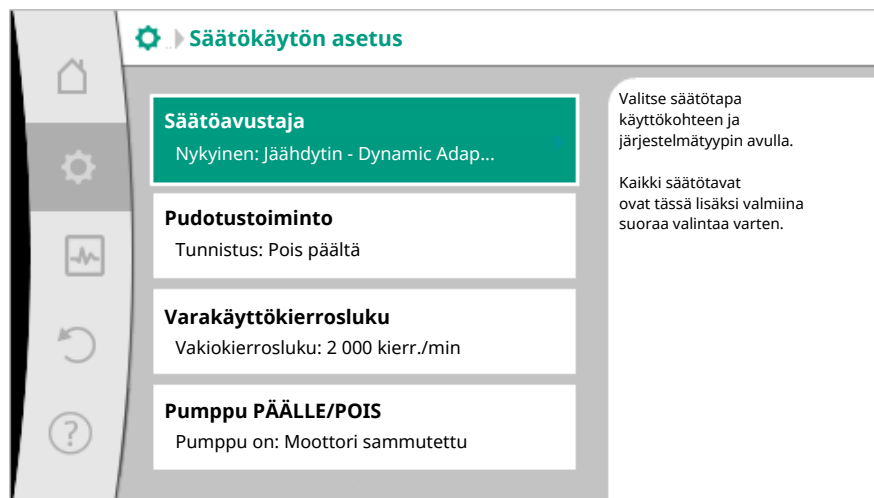 Säätökäytön asetus
Säätöavustaja
Nykyinen: Jäähdytin - Dynamic Adap...
Pudotustoiminto
Tunnistus: Pois päältä
Varakäyttökierrosluku
Vakiokierrosluku: 2 000 kierr./min
Pumppu PÄÄLLE/POIS
Pumppu on: Moottori sammutettu
Valitse säätötapa
käyttökohteen ja
järjestelmätyypin avulla.
Kaikki säätötavat
ovat tässä lisäksi valmiina
suoraa valintaa varten.
?